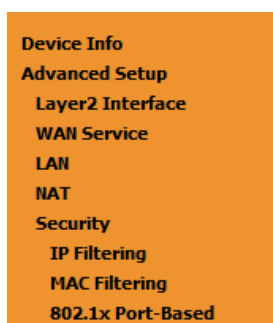 Device Info
Advanced Setup
Layer2 Interface
WAN Service
LAN
NAT
Security
IP Filtering
MAC Filtering
802.1x Port-Based